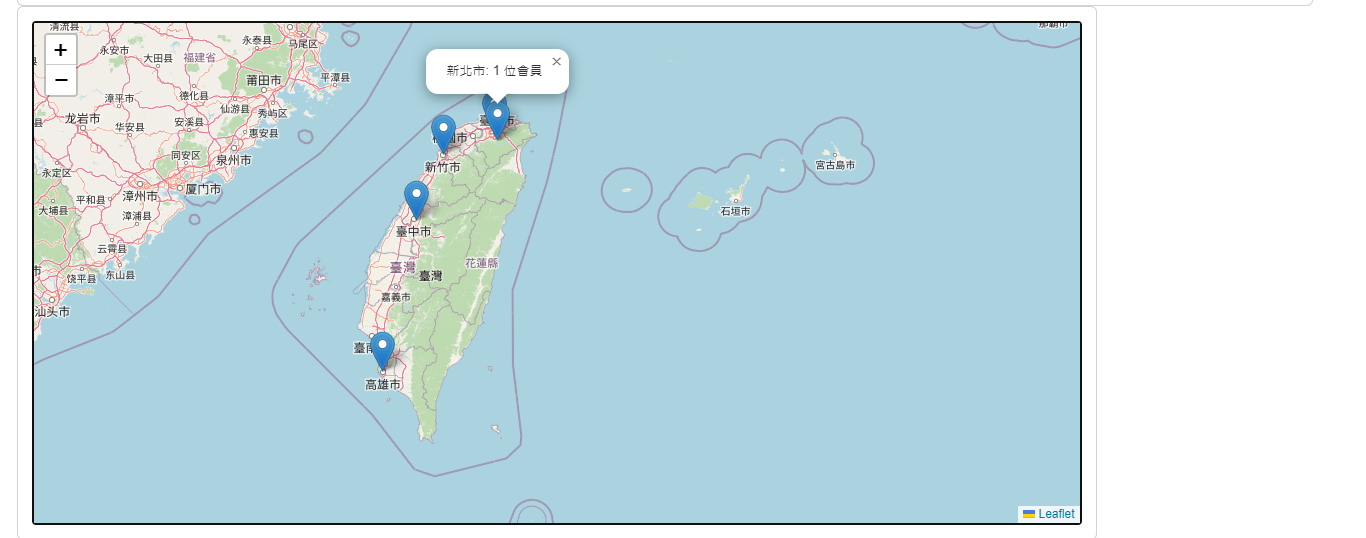 清流县
那霸市
+
−
永安市
大田县
福建省
永泰县
马尾区
平潭县
莆田市
新北市: 1 位會員
×
漳平市
德化县
仙游县
秀屿区
龙岩市
华安县
安溪县
惠安县
县
同安区
泉州市
永定区
厦门市
漳州市
平和县
大埔县
漳浦县
云霄县
东山县
饶平县
市
汕头市
新竹市
臺中市
臺灣
臺灣
花蓮縣
嘉義市
高雄市
宮古島市
石垣市
Leaflet